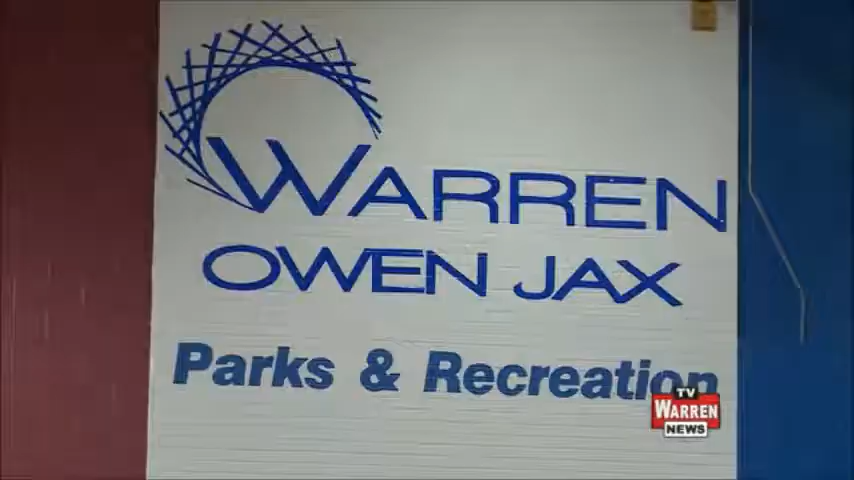 WARREN
OWEN JAX
Parks & Recreation
TV
WARREN
NEWS